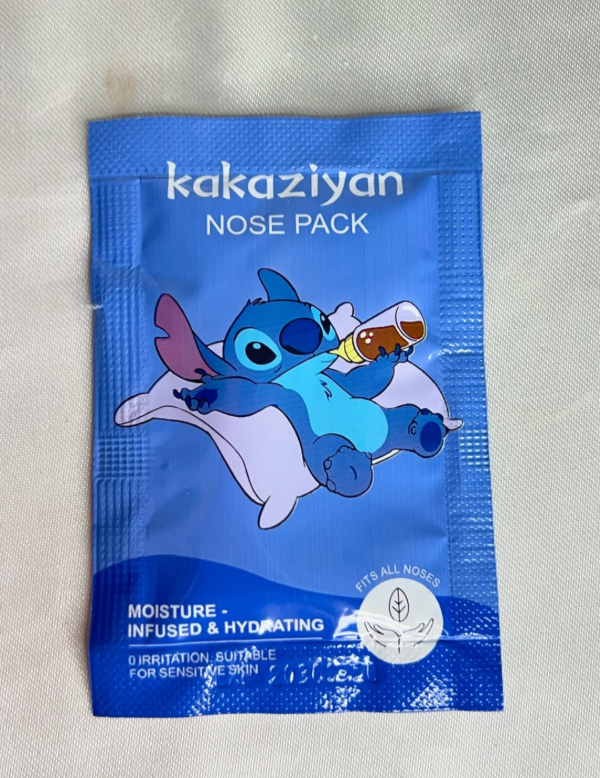 kakaziyan
NOSE PACK
FITS ALL NOSES
MOISTURE -
INFUSED & HYDRATING
0 IRRITATION. SUITABLE
FOR SENSITIVE SKIN